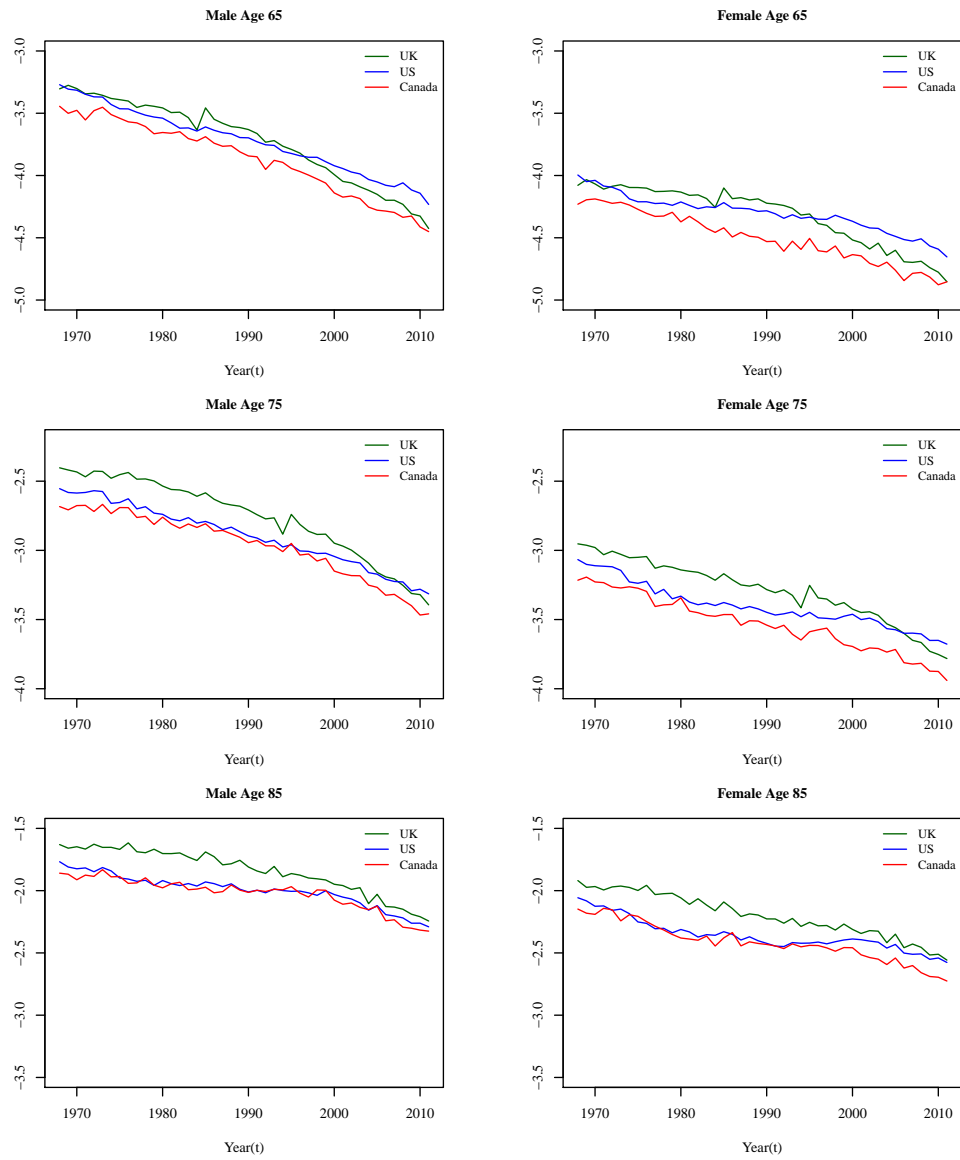 Male Age 65
UK
US
Canada
−3.0
−3.5
−4.0
−4.5
−5.0
1970 1980 1990 2000 2010
Year(t)
Female Age 65
UK
US
Canada
−3.0
−3.5
−4.0
−4.5
−5.0
1970 1980 1990 2000 2010
Year(t)
Male Age 75
UK
US
Canada
−2.5
−3.0
−3.5
−4.0
1970 1980 1990 2000 2010
Year(t)
Female Age 75
UK
US
Canada
−2.5
−3.0
−3.5
−4.0
1970 1980 1990 2000 2010
Year(t)
Male Age 85
UK
US
Canada
−1.5
−2.0
−2.5
−3.0
−3.5
1970 1980 1990 2000 2010
Year(t)
Female Age 85
UK
US
Canada
−1.5
−2.0
−2.5
−3.0
−3.5
1970 1980 1990 2000 2010
Year(t)